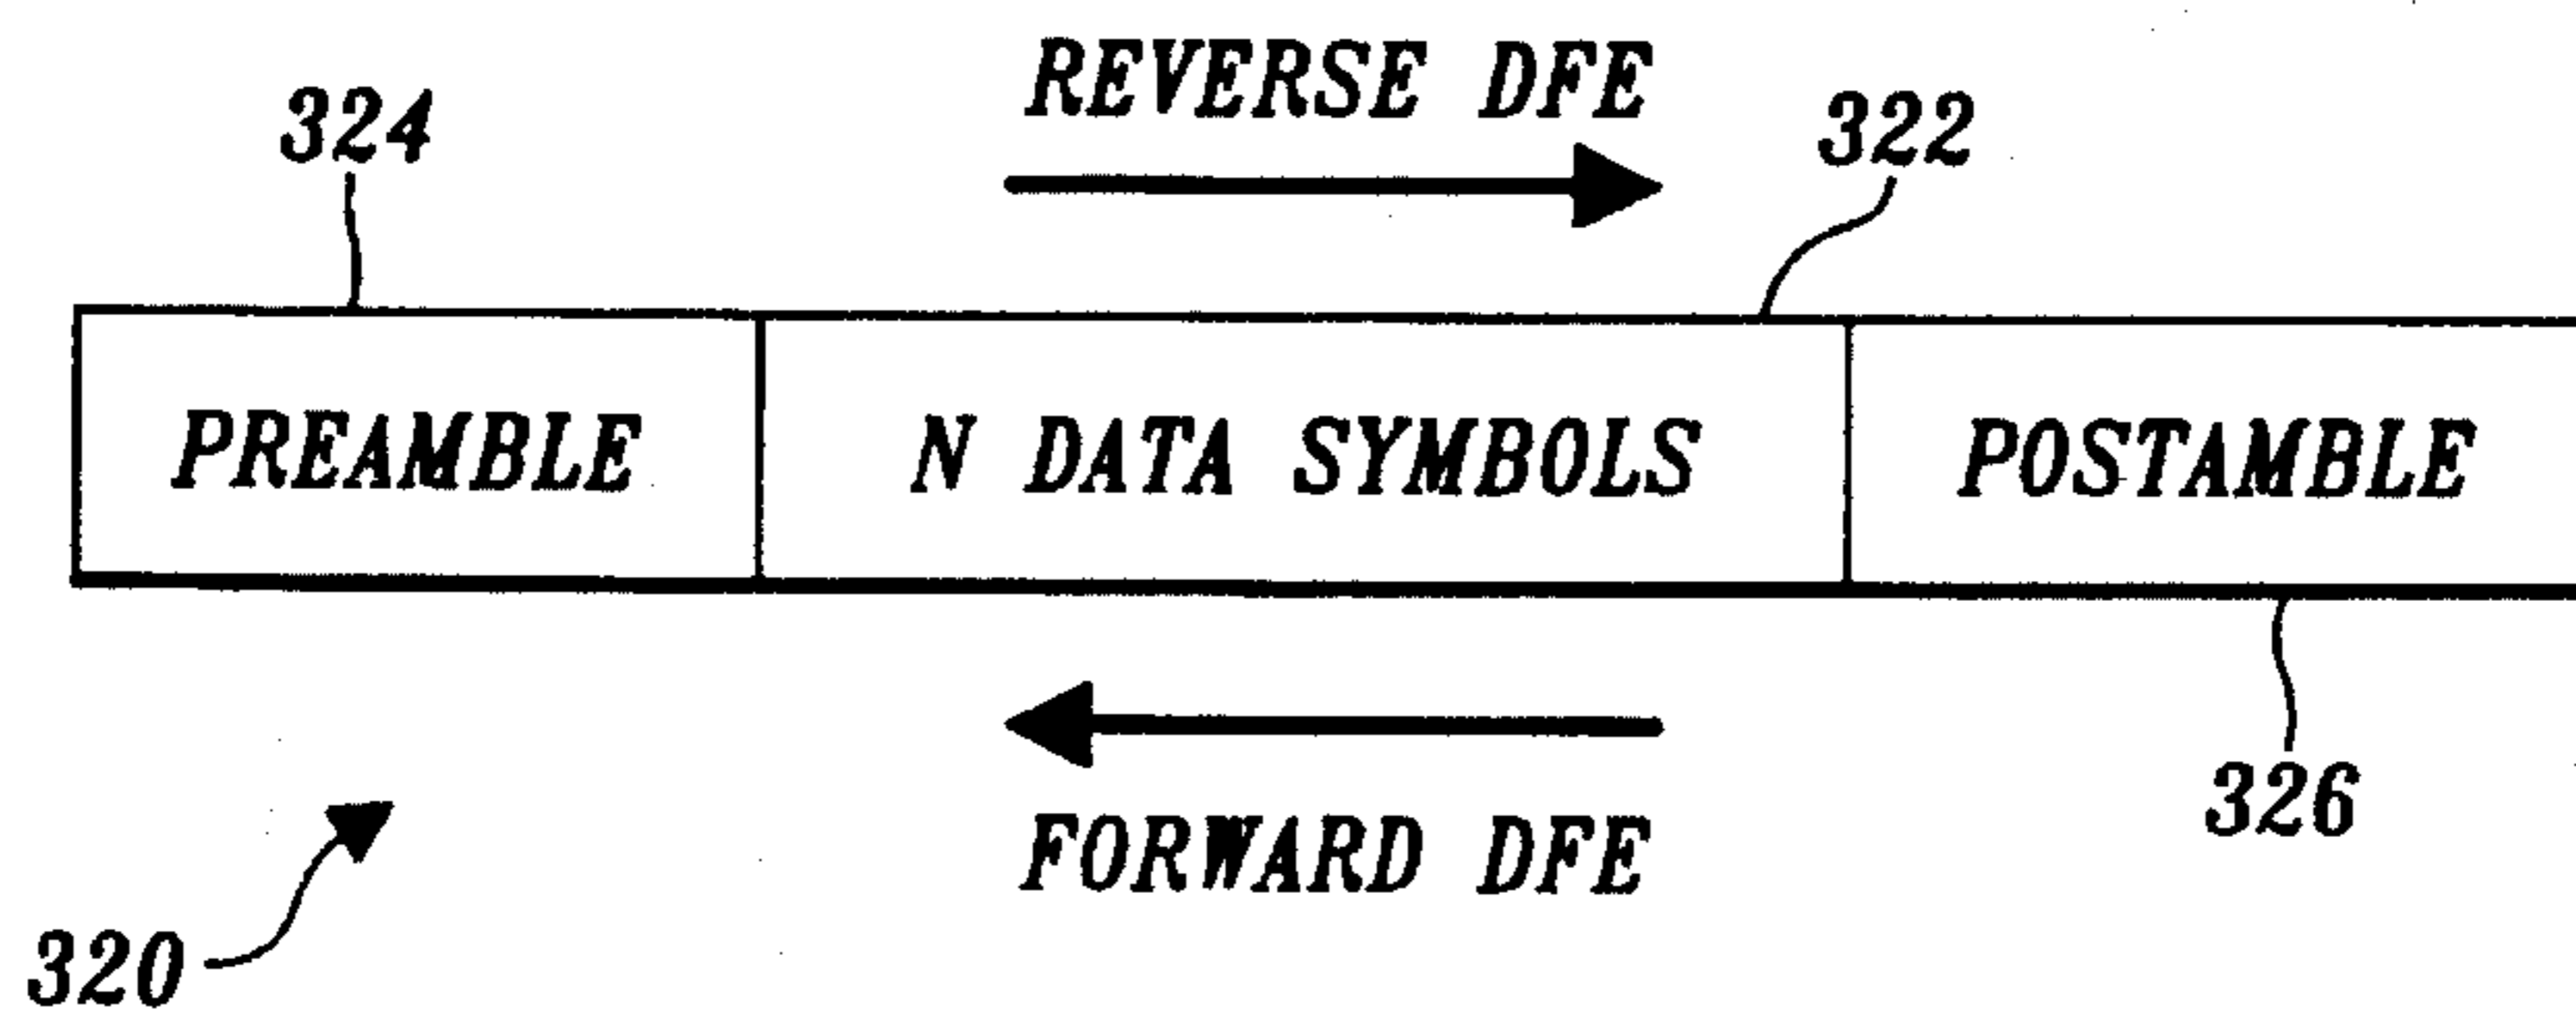 REVERSE DFE
324
322
PREAMBLE
N DATA SYMBOLS
POSTAMBLE
326
FORWARD DFE
320